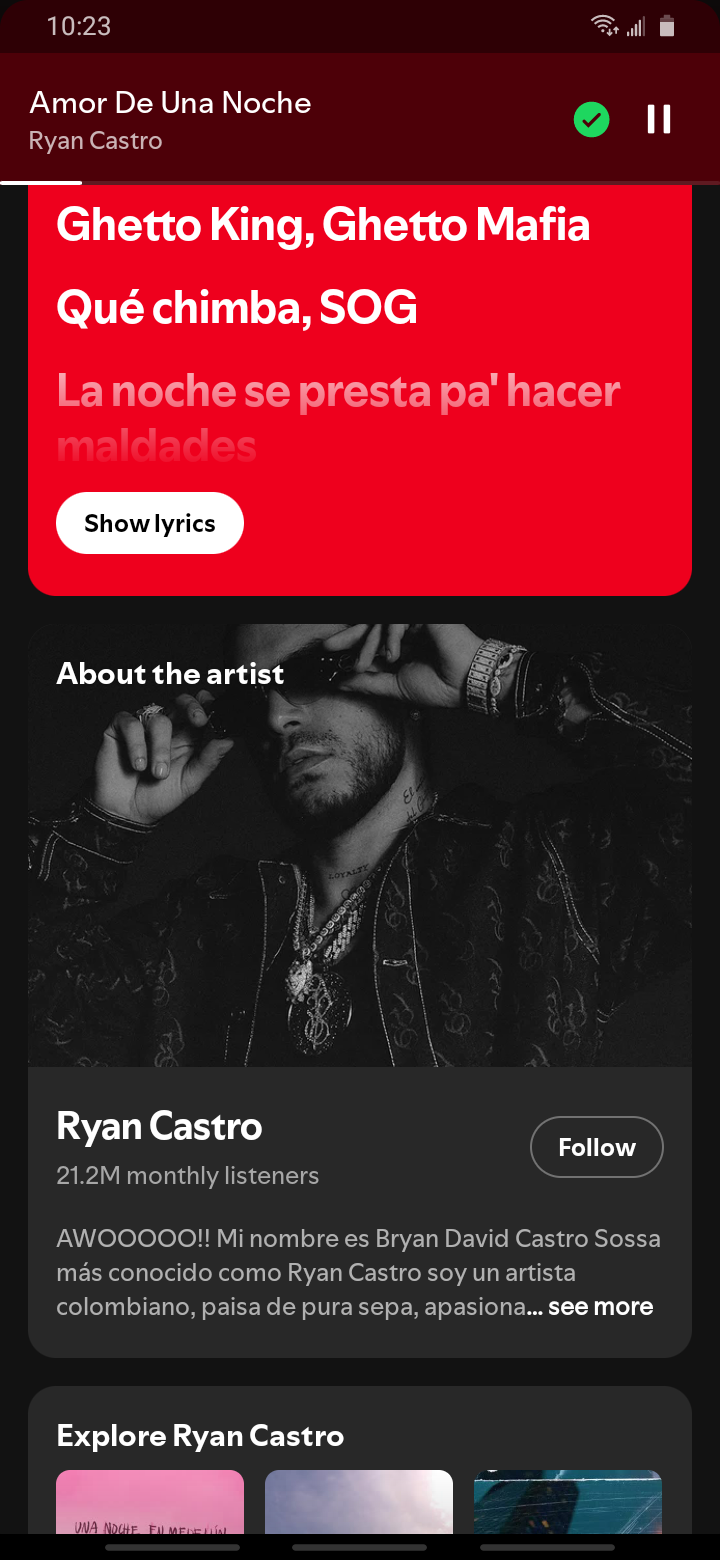 10:23
Amor De Una Noche
Ryan Castro
Ghetto King, Ghetto Mafia
Qué chimba, SOG
La noche se presta pa' hacer
maldades
Show lyrics
About the artist
LOYALTY
Ryan Castro
21.2M monthly listeners
Follow
AWOOOOO!! Mi nombre es Bryan David Castro Sossa
más conocido como Ryan Castro soy un artista
colombiano, paisa de pura sepa, apasiona... see more
Explore Ryan Castro
UNA NOCHE EN MEDELLÍN